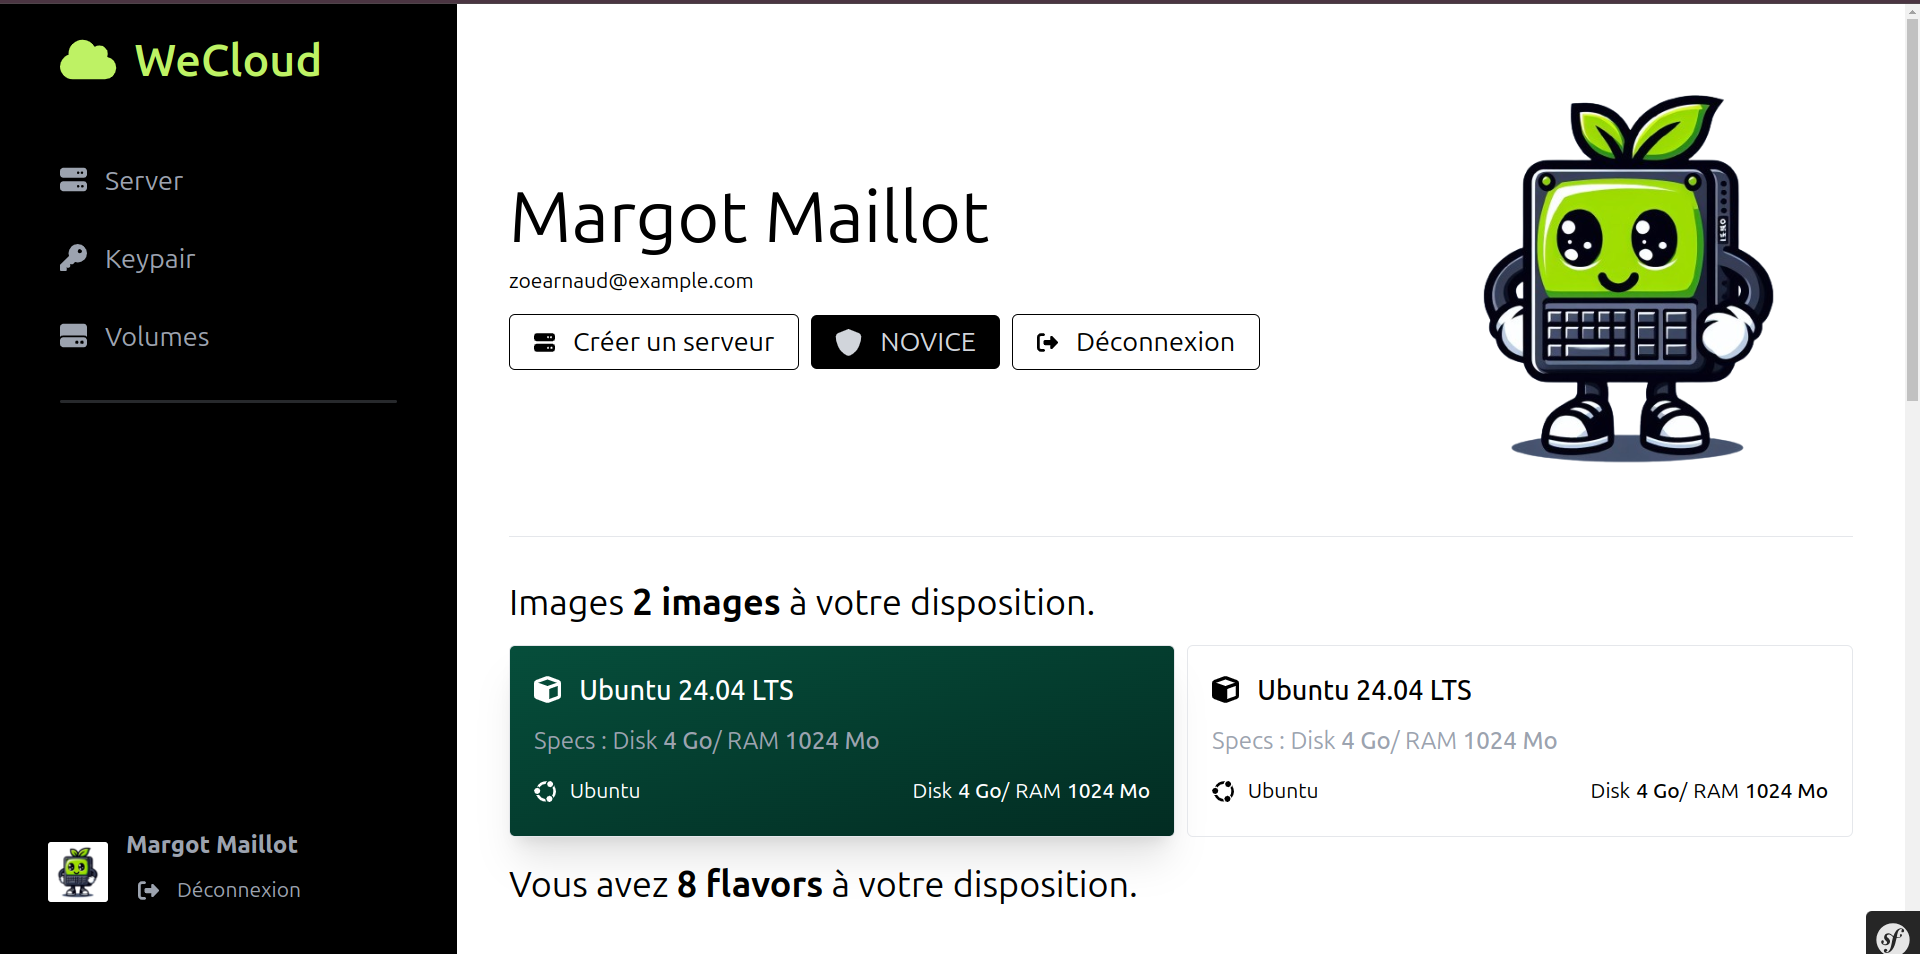 WeCloud
Server
Keypair
Volumes
Margot Maillot
Déconnexion
Margot Maillot
zoearnaud@example.com
Créer un serveur
NOVICE
Déconnexion
Images 2 images à votre disposition.
Ubuntu 24.04 LTS
Specs : Disk 4 Go/ RAM 1024 Mo
Ubuntu
Disk 4 Go/ RAM 1024 Mo
Ubuntu 24.04 LTS
Specs : Disk 4 Go/ RAM 1024 Mo
Ubuntu
Disk 4 Go/ RAM 1024 Mo
Vous avez 8 flavors à votre disposition.
sf